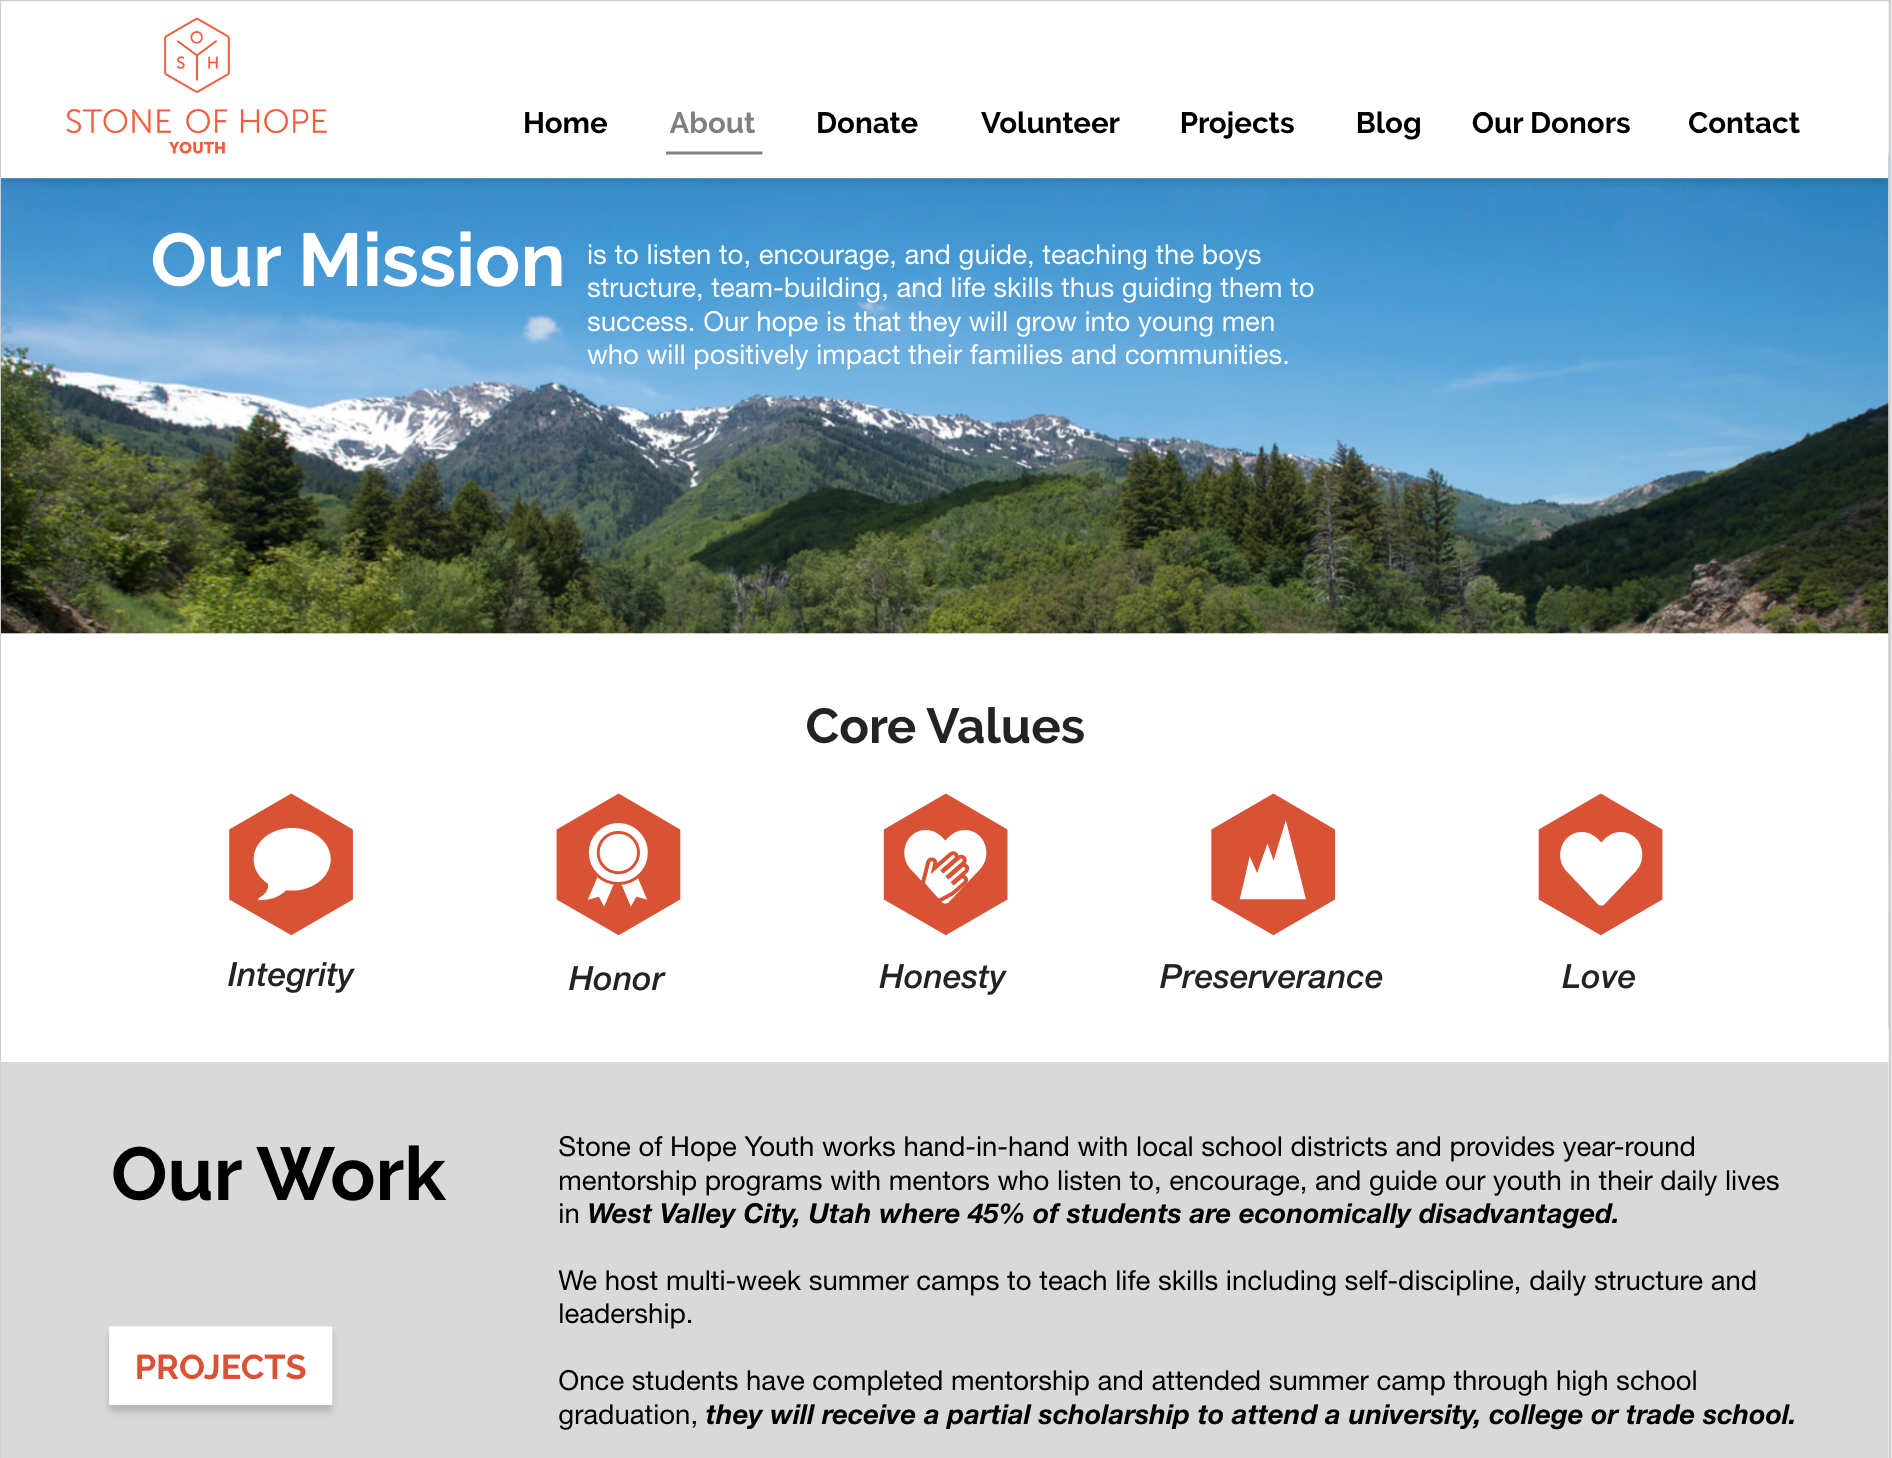 S H
STONE OF HOPE
YOUTH
Home About Donate Volunteer Projects Blog Our Donors Contact
Our Mission
is to listen to, encourage, and guide, teaching the boys
structure, team-building, and life skills thus guiding them to
success. Our hope is that they will grow into young men
who will positively impact their families and communities.
Core Values
Integrity
Honor
Honesty
Preserverance
Love
Our Work
PROJECTS
Stone of Hope Youth works hand-in-hand with local school districts and provides year-round
mentorship programs with mentors who listen to, encourage, and guide our youth in their daily lives
in West Valley City, Utah where 45% of students are economically disadvantaged.
We host multi-week summer camps to teach life skills including self-discipline, daily structure and
leadership.
Once students have completed mentorship and attended summer camp through high school
graduation, they will receive a partial scholarship to attend a university, college or trade school.